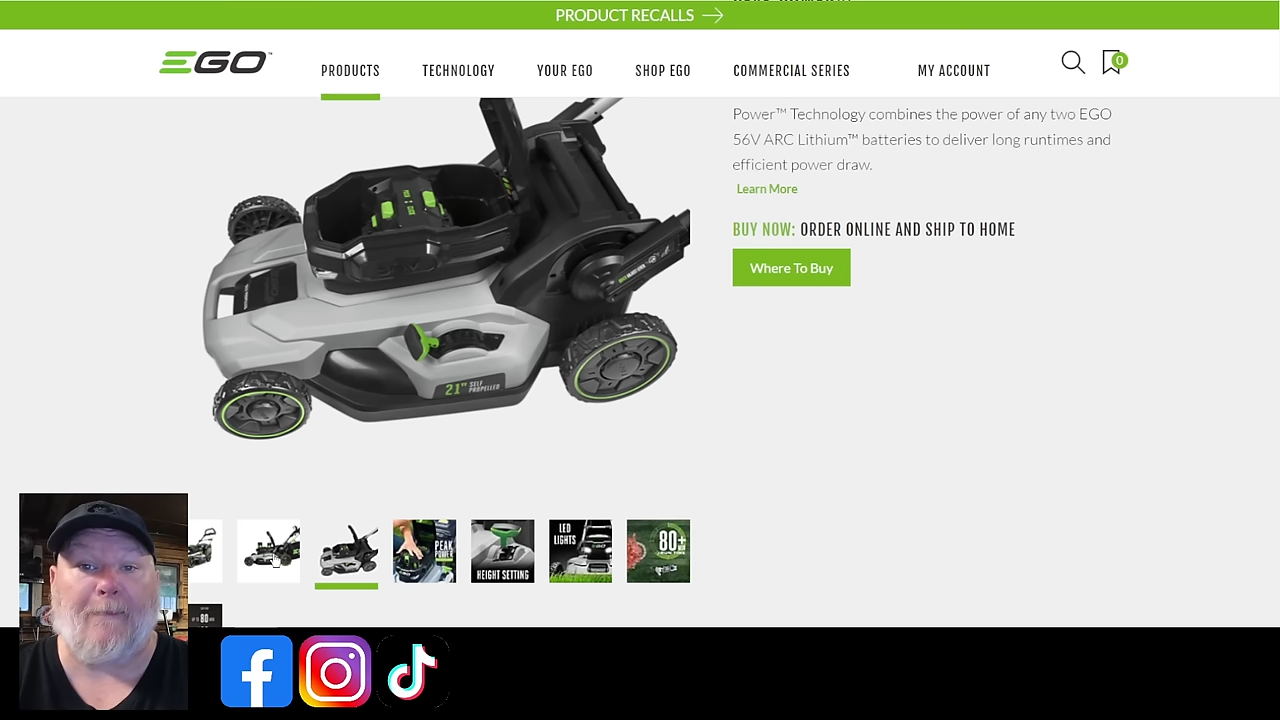 PRODUCT RECALLS
EGO™
PRODUCTS
TECHNOLOGY
YOUR EGO
SHOP EGO
COMMERCIAL SERIES
MY ACCOUNT
0
Power™ Technology combines the power of any two EGO
56V ARC Lithium™ batteries to deliver long runtimes and
efficient power draw.
Learn More
BUY NOW: ORDER ONLINE AND SHIP TO HOME
Where To Buy
21" SELF PROPELLED
PEAK
POWER
HEIGHT SETTING
LED
LIGHTS
80+
80